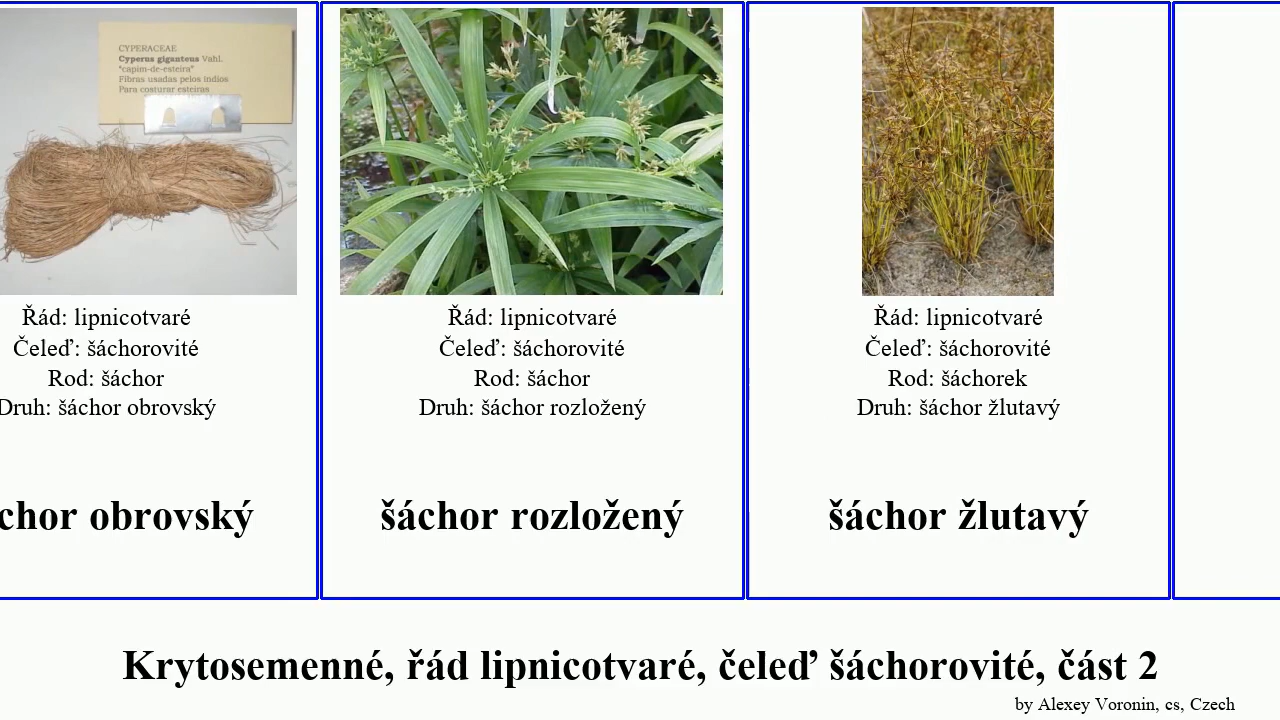 CYPERACEAE
Cyperus giganteus Vahl.
"capim-de-esteira"
Fibras usadas pelos índios
Para costurar esteiras
Řád: lipnicotvaré
Čeleď: šáchorovité
Rod: šáchor
Druh: šáchor obrovský
chor obrovský
Řád: lipnicotvaré
Čeleď: šáchorovité
Rod: šáchor
Druh: šáchor rozložený
šáchor rozložený
Řád: lipnicotvaré
Čeleď: šáchorovité
Rod: šáchorek
Druh: šáchor žlutavý
šáchor žlutavý
Krytosemenné, řád lipnicotvaré, čeleď šáchorovité, část 2
by Alexey Voronin, cs, Czech